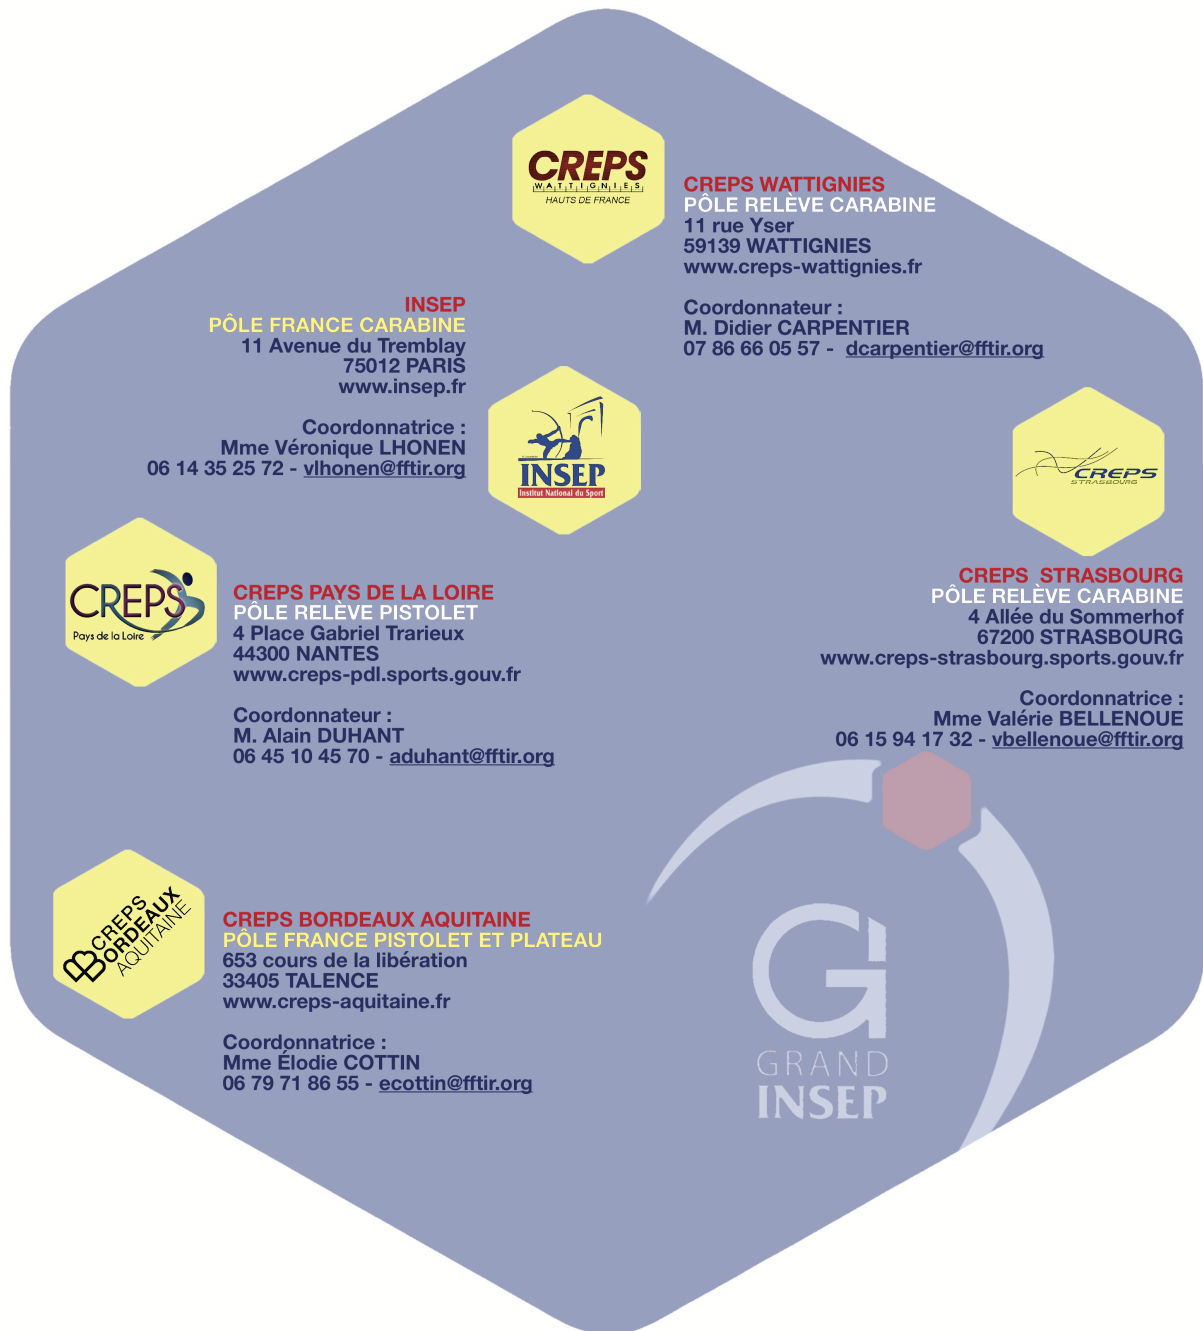 CREPS
WATTIGNIES
HAUTS DE FRANCE
CREPS WATTIGNIES
PÔLE RELÈVE CARABINE
11 rue Yser
59139 WATTIGNIES
www.creps-wattignies.fr
Coordonnateur :
M. Didier CARPENTIER
07 86 66 05 57 - dcarpentier@fftir.org
INSEP
PÔLE FRANCE CARABINE
11 Avenue du Tremblay
75012 PARIS
www.insep.fr
Coordonnatrice :
Mme Véronique LHONEN
06 14 35 25 72 - vlhonen@fftir.org
INSEP
Institut National du Sport
CREPS
STRASBOURG
CREPS STRASBOURG
PÔLE RELÈVE CARABINE
4 Allée du Sommerhof
67200 STRASBOURG
www.creps-strasbourg.sports.gouv.fr
Coordonnatrice :
Mme Valérie BELLENOUE
06 15 94 17 32 - vbellenoue@fftir.org
CREPS
Pays de la Loire
CREPS PAYS DE LA LOIRE
PÔLE RELÈVE PISTOLET
4 Place Gabriel Trarieux
44300 NANTES
www.creps-pdl.sports.gouv.fr
Coordonnateur :
M. Alain DUHANT
06 45 10 45 70 - aduhant@fftir.org
CREPS
BORDEAUX
AQUITAINE
CREPS BORDEAUX AQUITAINE
PÔLE FRANCE PISTOLET ET PLATEAU
653 cours de la libération
33405 TALENCE
www.creps-aquitaine.fr
Coordonnatrice :
Mme Élodie COTTIN
06 79 71 86 55 - ecottin@fftir.org
G
GRAND
INSEP